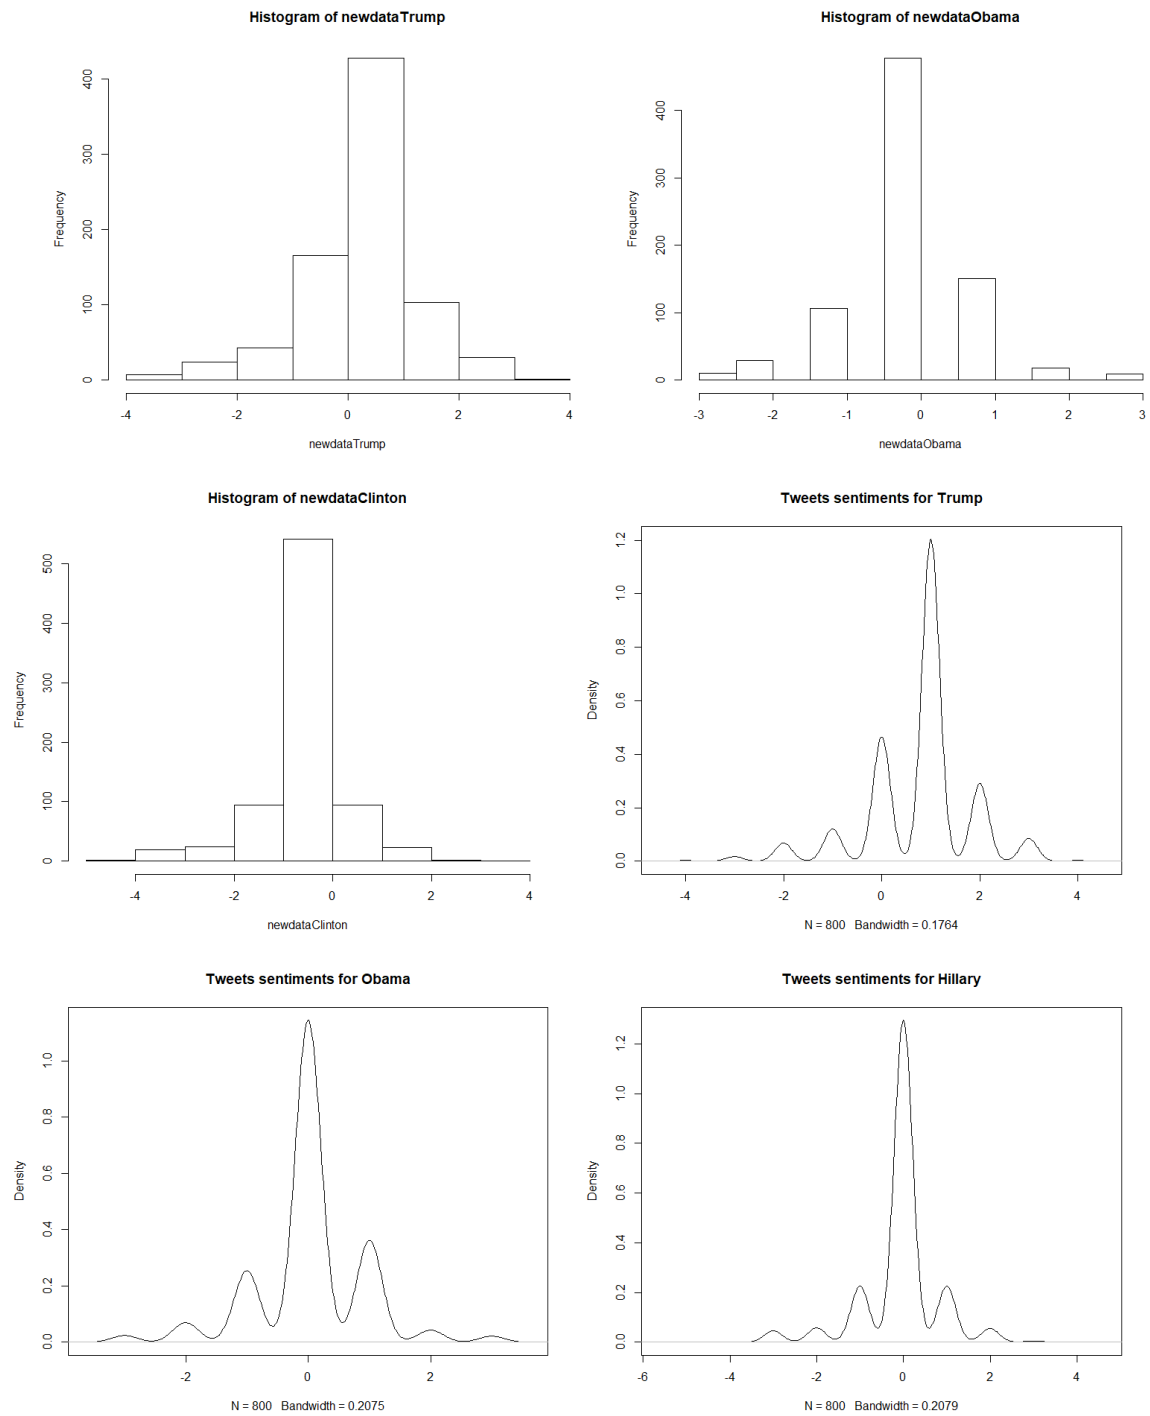 Histogram of newdataTrump
Frequency
0 100 200 300 400
-4 -2 0 2 4
newdataTrump
Histogram of newdataObama
Frequency
0 100 200 300 400
-3 -2 -1 0 1 2 3
newdataObama
Histogram of newdataClinton
Frequency
0 100 200 300 400 500
-4 -2 0 2 4
newdataClinton
Tweets sentiments for Trump
Density
0.0 0.2 0.4 0.6 0.8 1.0 1.2
-4 -2 0 2 4
N = 800 Bandwidth = 0.1764
Tweets sentiments for Obama
Density
0.0 0.2 0.4 0.6 0.8 1.0
-2 0 2
N = 800 Bandwidth = 0.2075
Tweets sentiments for Hillary
Density
0.0 0.2 0.4 0.6 0.8 1.0 1.2
-6 -4 -2 0 2 4
N = 800 Bandwidth = 0.2079